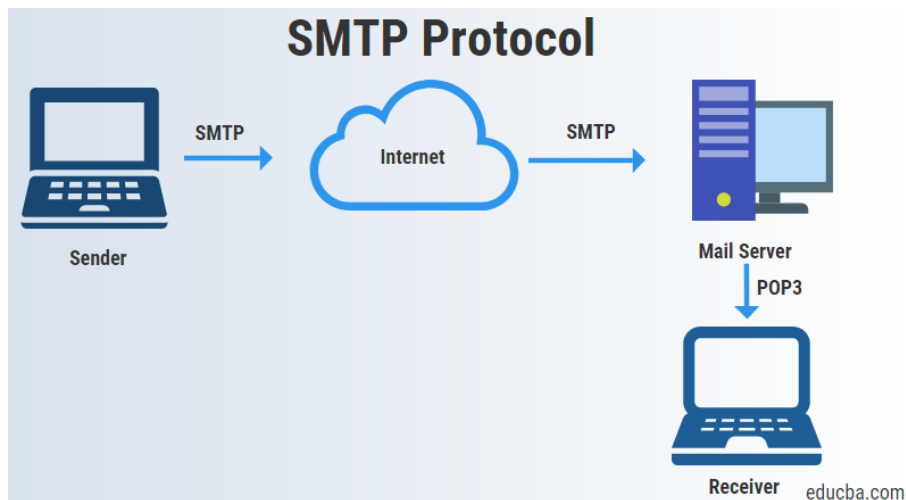 SMTP Protocol
SMTP
Internet
SMTP
Sender
Mail Server
POP3
Receiver
educba.com